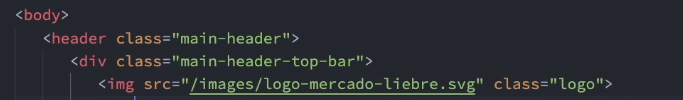 <body>
<header class="main-header">
<div class="main-header-top-bar">
<img src="/images/logo-mercado-liebre.svg" class="logo">